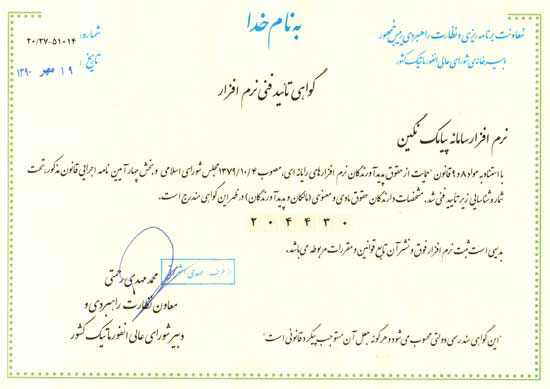 به نام خدا
معاونت برنامه ریزی و نظارت راهبردی رییس جمهور
دبیرخانه‌ی شورای عالی انفورماتیک کشور
شماره: ۲۰/۲۷-۵۱۰۱۴
تاریخ: ۱۹ مهر ۱۳۹۰
گواهی تائید فنی نرم افزار
نرم افزار سامانه پیامک نگین
با استناد به مواد ۸ و ۹ قانون "حمایت از حقوق پدیدآورندگان نرم افزارهای رایانه ای، مصوب ۱۳۷۹/۱۰/۴ مجلس شورای اسلامی و بخش چهار آیین نامه اجرایی قانون مذکور، تحت
شماره شناسایی زیر تایید فنی شد. مشخصات دارندگان حقوق مادی و معنوی (مالکان و پدیدآورندگان) در ظهر این گواهی مندرج است.
۲۰۴۴۳۰
بدیهی است ثبت نرم افزار فوق و نشر آن تابع قوانین و مقررات مربوطه می‌باشد.
از طرف مهدی
محمد مهدی رحمتی
معاون نظارت راهبردی و
دبیر شورای عالی انفورماتیک کشور
"این گواهی سند رسمی دولتی محسوب می‌شود و هر گونه جعل آن مستوجب پیگرد قانونی است"